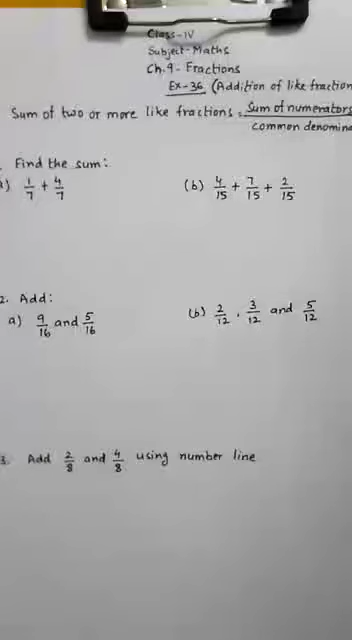 Class-IV
Subject-Maths
Ch.9-Fractions
Ex-36 (Addition of like fraction
Sum of two or more like fractions = Sum of numerators / common denomina
. Find the sum:
a) 1/7 + 4/7 (b) 4/15 + 7/15 + 2/15
2. Add:
a) 9/16 and 5/16 (b) 2/12, 3/12 and 5/12
3. Add 2/8 and 4/8 using number line